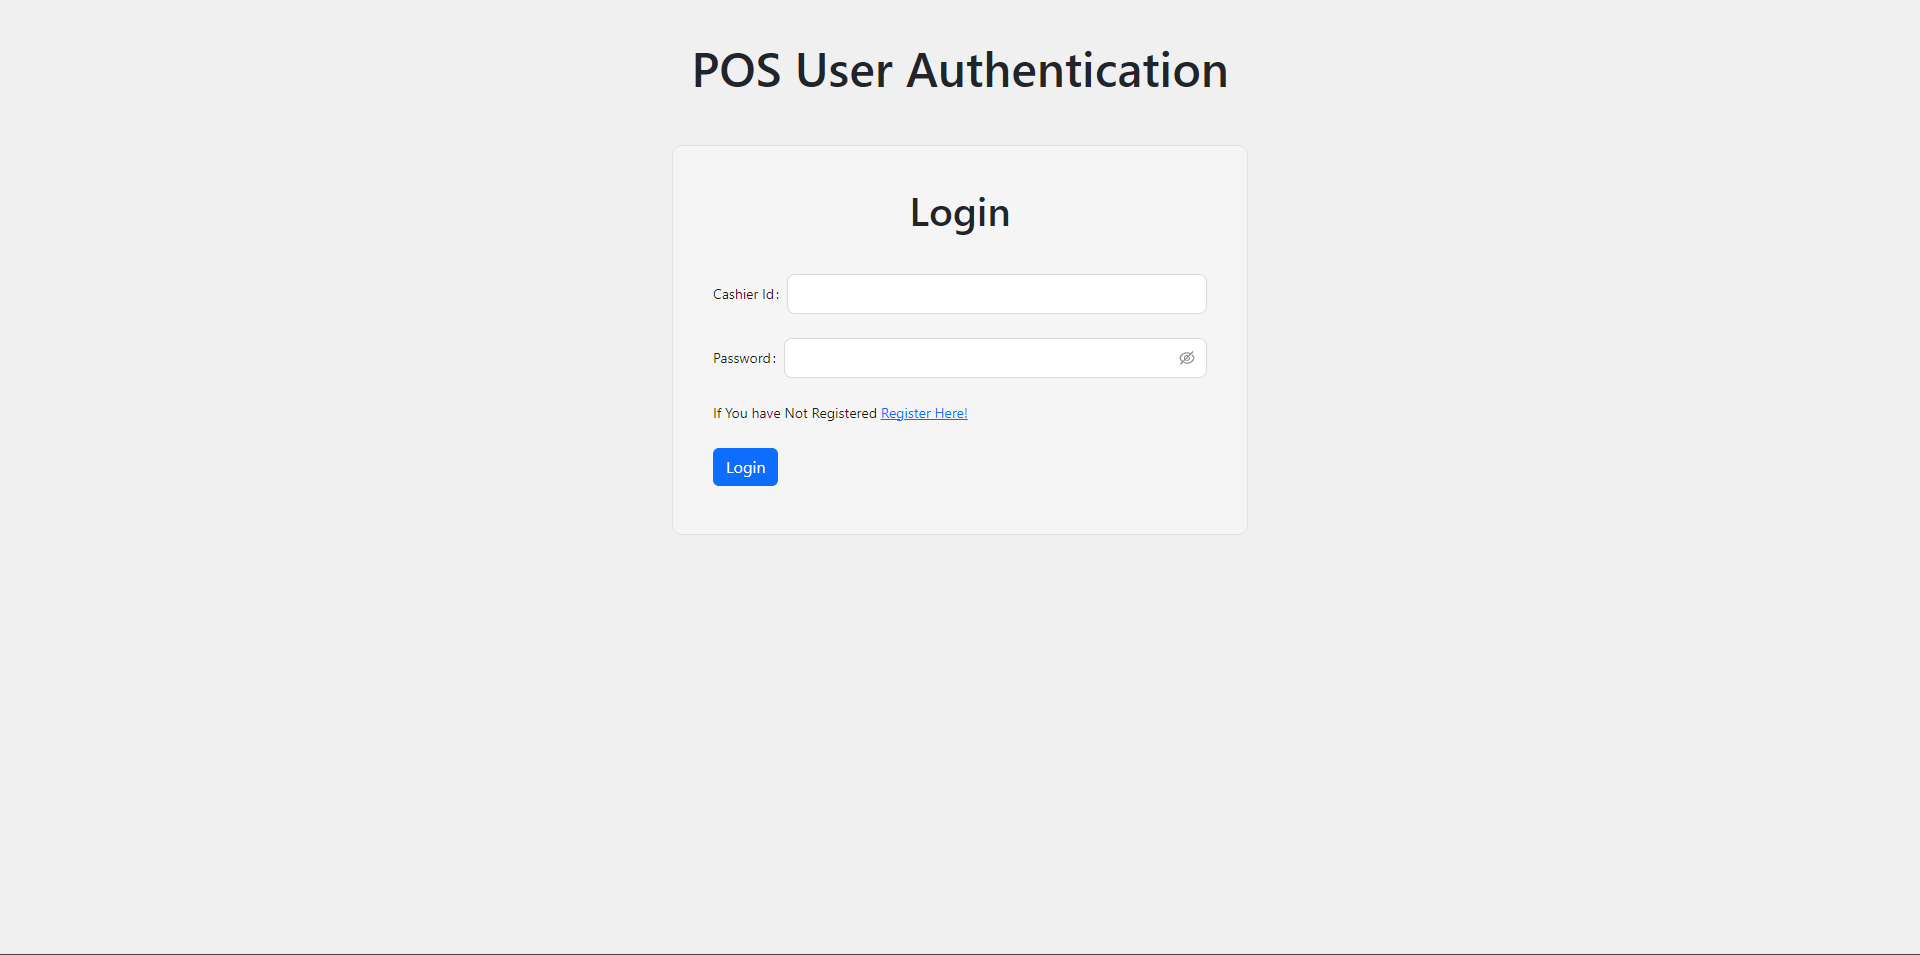 POS User Authentication
Login
Cashier Id:
Password:
If You have Not Registered Register Here!
Login